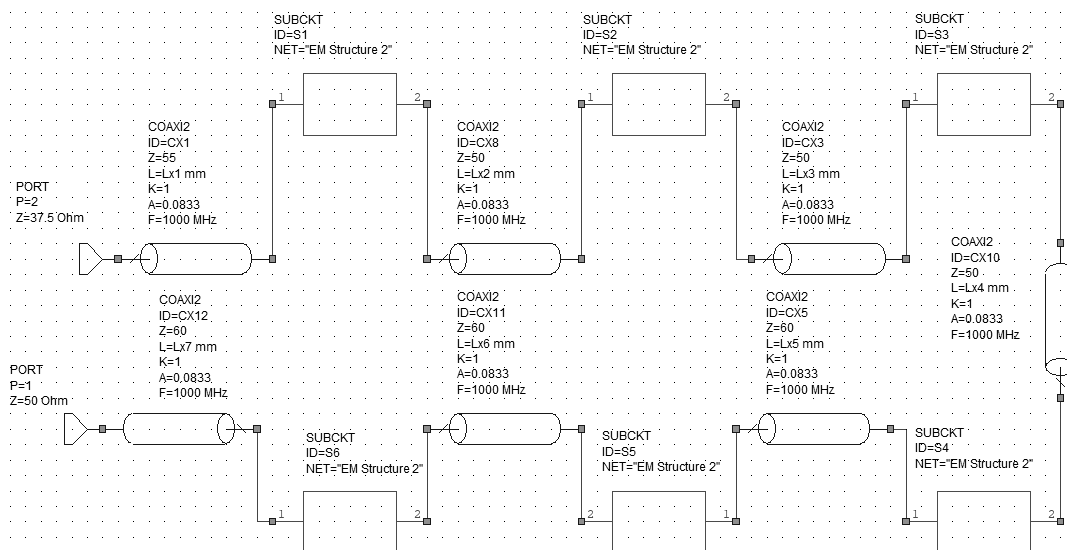 SUBCKT
ID=S1
NET="EM Structure 2"
SUBCKT
ID=S2
NET="EM Structure 2"
SUBCKT
ID=S3
NET="EM Structure 2"
1
2
1
2
1
2
COAXI2
ID=CX1
Z=55
L=Lx1 mm
K=1
A=0.0833
F=1000 MHz
COAXI2
ID=CX8
Z=50
L=Lx2 mm
K=1
A=0.0833
F=1000 MHz
COAXI2
ID=CX3
Z=50
L=Lx3 mm
K=1
A=0.0833
F=1000 MHz
PORT
P=2
Z=37.5 Ohm
COAXI2
ID=CX10
Z=50
L=Lx4 mm
K=1
A=0.0833
F=1000 MHz
COAXI2
ID=CX12
Z=60
L=Lx7 mm
K=1
A=0.0833
F=1000 MHz
COAXI2
ID=CX11
Z=60
L=Lx6 mm
K=1
A=0.0833
F=1000 MHz
COAXI2
ID=CX5
Z=60
L=Lx5 mm
K=1
A=0.0833
F=1000 MHz
PORT
P=1
Z=50 Ohm
SUBCKT
ID=S6
NET="EM Structure 2"
SUBCKT
ID=S5
NET="EM Structure 2"
SUBCKT
ID=S4
NET="EM Structure 2"
1
2
2
1
1
2